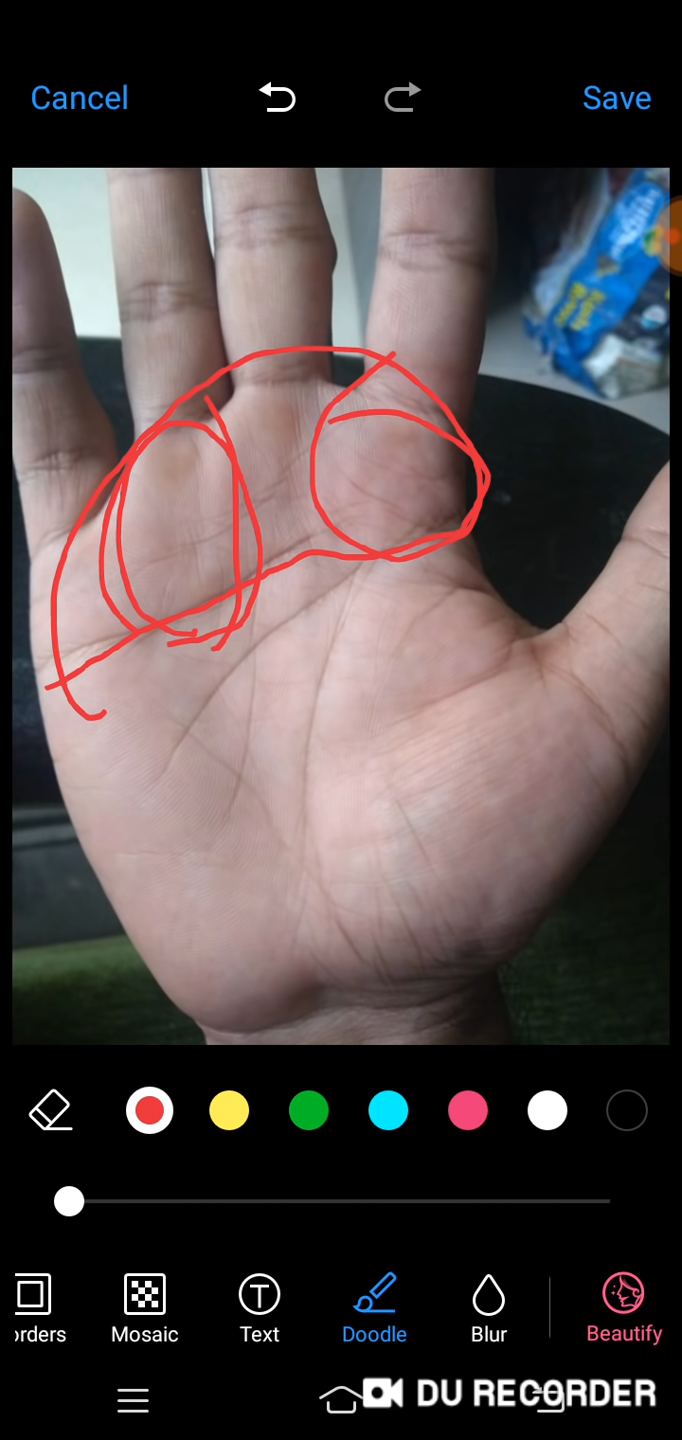 Cancel
Save
orders
Mosaic
Text
Doodle
Blur
Beautify
DU RECORDER